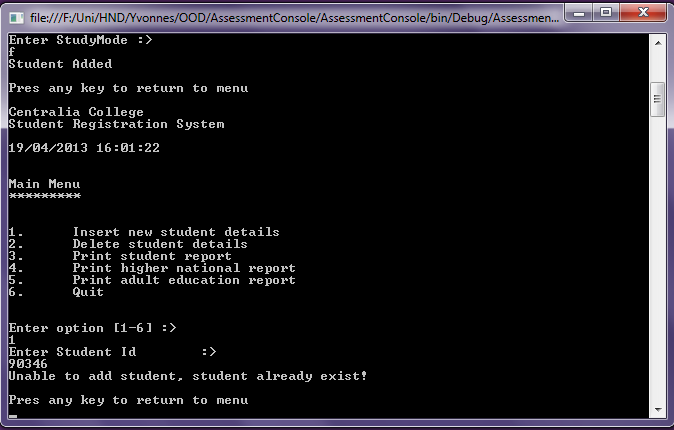 file:///F:/Uni/HND/Yvonnes/OOD/AssessmentConsole/AssessmentConsole/bin/Debug/Assessmen...
Enter StudyMode :>
f
Student Added
Pres any key to return to menu
Centralia College
Student Registration System
19/04/2013 16:01:22
Main Menu
*********
1. Insert new student details
2. Delete student details
3. Print student report
4. Print higher national report
5. Print adult education report
6. Quit
Enter option [1-6] :>
1
Enter Student Id :>
90346
Unable to add student, student already exist!
Pres any key to return to menu